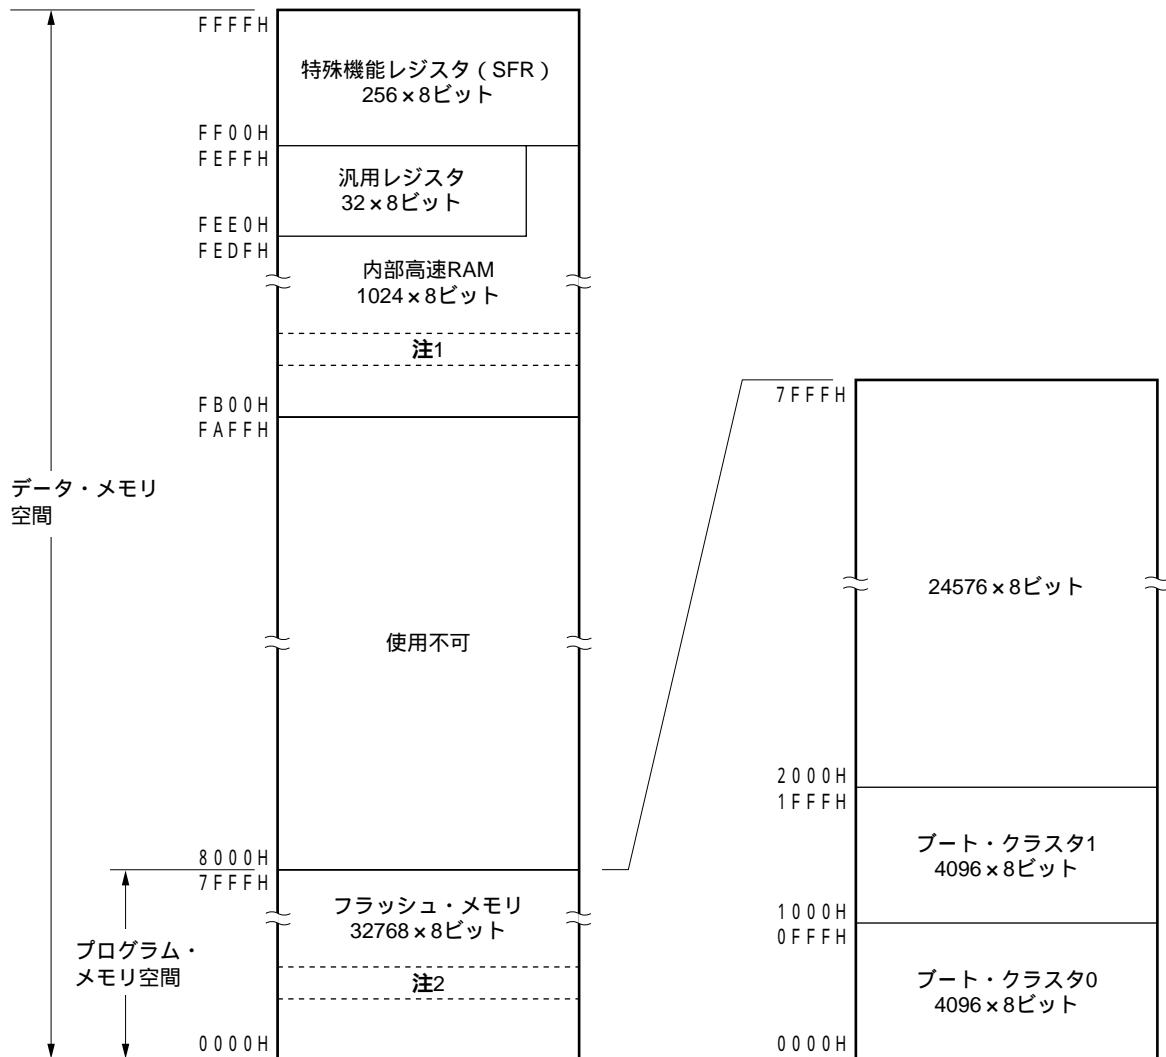 FFFFH
特殊機能レジスタ（SFR）
256×8ビット
FF00H
FEFFH
汎用レジスタ
32×8ビット
FEE0H
FEDFH
内部高速RAM
1024×8ビット
注1
FB00H
FAFFH
データ・メモリ
空間
使用不可
8000H
7FFFH
フラッシュ・メモリ
32768×8ビット
プログラム・
メモリ空間
注2
0000H
7FFFH
24576×8ビット
2000H
1FFFH
ブート・クラスタ1
4096×8ビット
1000H
0FFFH
ブート・クラスタ0
4096×8ビット
0000H